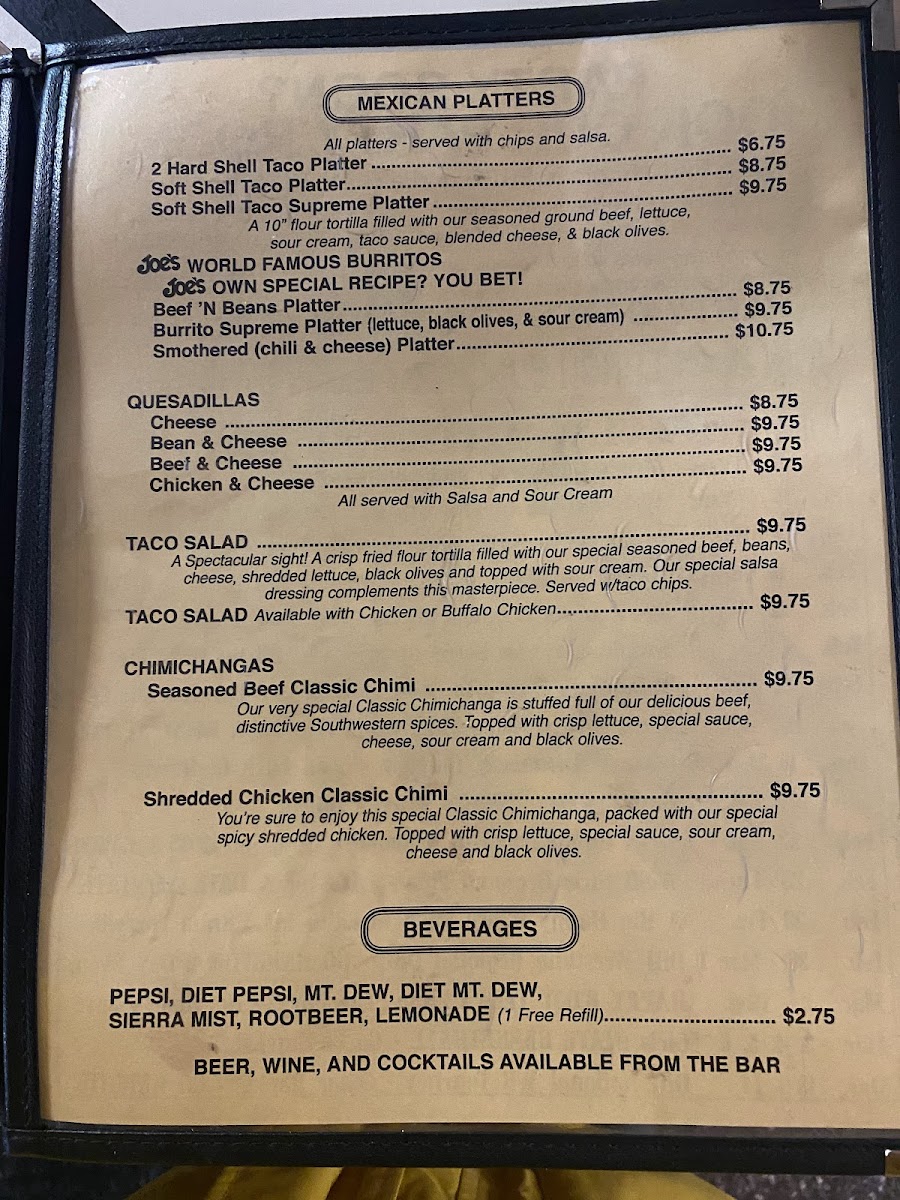 MEXICAN PLATTERS
All platters - served with chips and salsa.
2 Hard Shell Taco Platter ........ $6.75
Soft Shell Taco Platter........ $8.75
Soft Shell Taco Supreme Platter ........ $9.75
A 10" flour tortilla filled with our seasoned ground beef, lettuce,
sour cream, taco sauce, blended cheese, & black olives.
Joe's WORLD FAMOUS BURRITOS
Joe's OWN SPECIAL RECIPE? YOU BET!
Beef 'N Beans Platter........ $8.75
Burrito Supreme Platter (lettuce, black olives, & sour cream) ........ $9.75
Smothered (chili & cheese) Platter........ $10.75
QUESADILLAS
Cheese ........ $8.75
Bean & Cheese ........ $9.75
Beef & Cheese ........ $9.75
Chicken & Cheese ........ $9.75
All served with Salsa and Sour Cream
TACO SALAD ........ $9.75
A Spectacular sight! A crisp fried flour tortilla filled with our special seasoned beef, beans,
cheese, shredded lettuce, black olives and topped with sour cream. Our special salsa
dressing complements this masterpiece. Served w/taco chips.
TACO SALAD Available with Chicken or Buffalo Chicken........ $9.75
CHIMICHANGAS
Seasoned Beef Classic Chimi ........ $9.75
Our very special Classic Chimichanga is stuffed full of our delicious beef,
distinctive Southwestern spices. Topped with crisp lettuce, special sauce,
cheese, sour cream and black olives.
Shredded Chicken Classic Chimi ........ $9.75
You're sure to enjoy this special Classic Chimichanga, packed with our special
spicy shredded chicken. Topped with crisp lettuce, special sauce, sour cream,
cheese and black olives.
BEVERAGES
PEPSI, DIET PEPSI, MT. DEW, DIET MT. DEW,
SIERRA MIST, ROOTBEER, LEMONADE (1 Free Refill)........ $2.75
BEER, WINE, AND COCKTAILS AVAILABLE FROM THE BAR